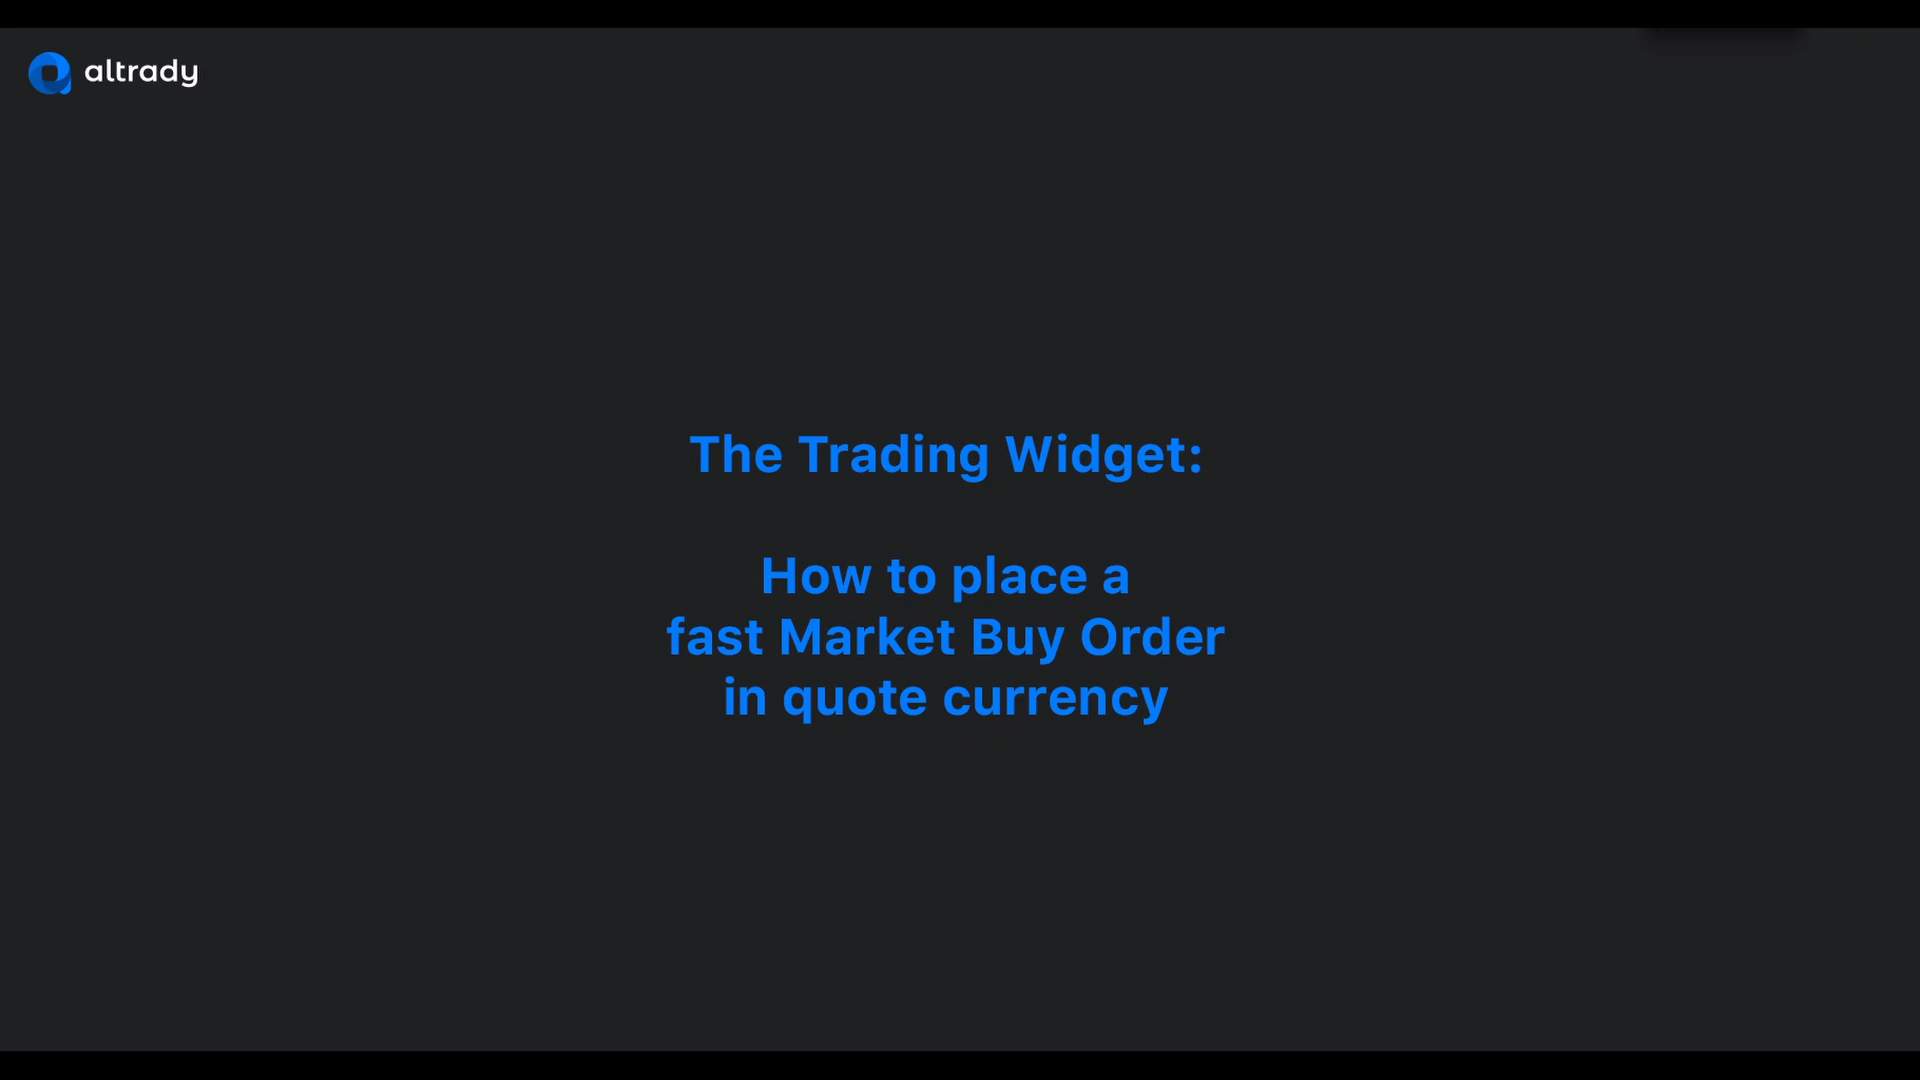 altrady
The Trading Widget:
How to place a
fast Market Buy Order
in quote currency